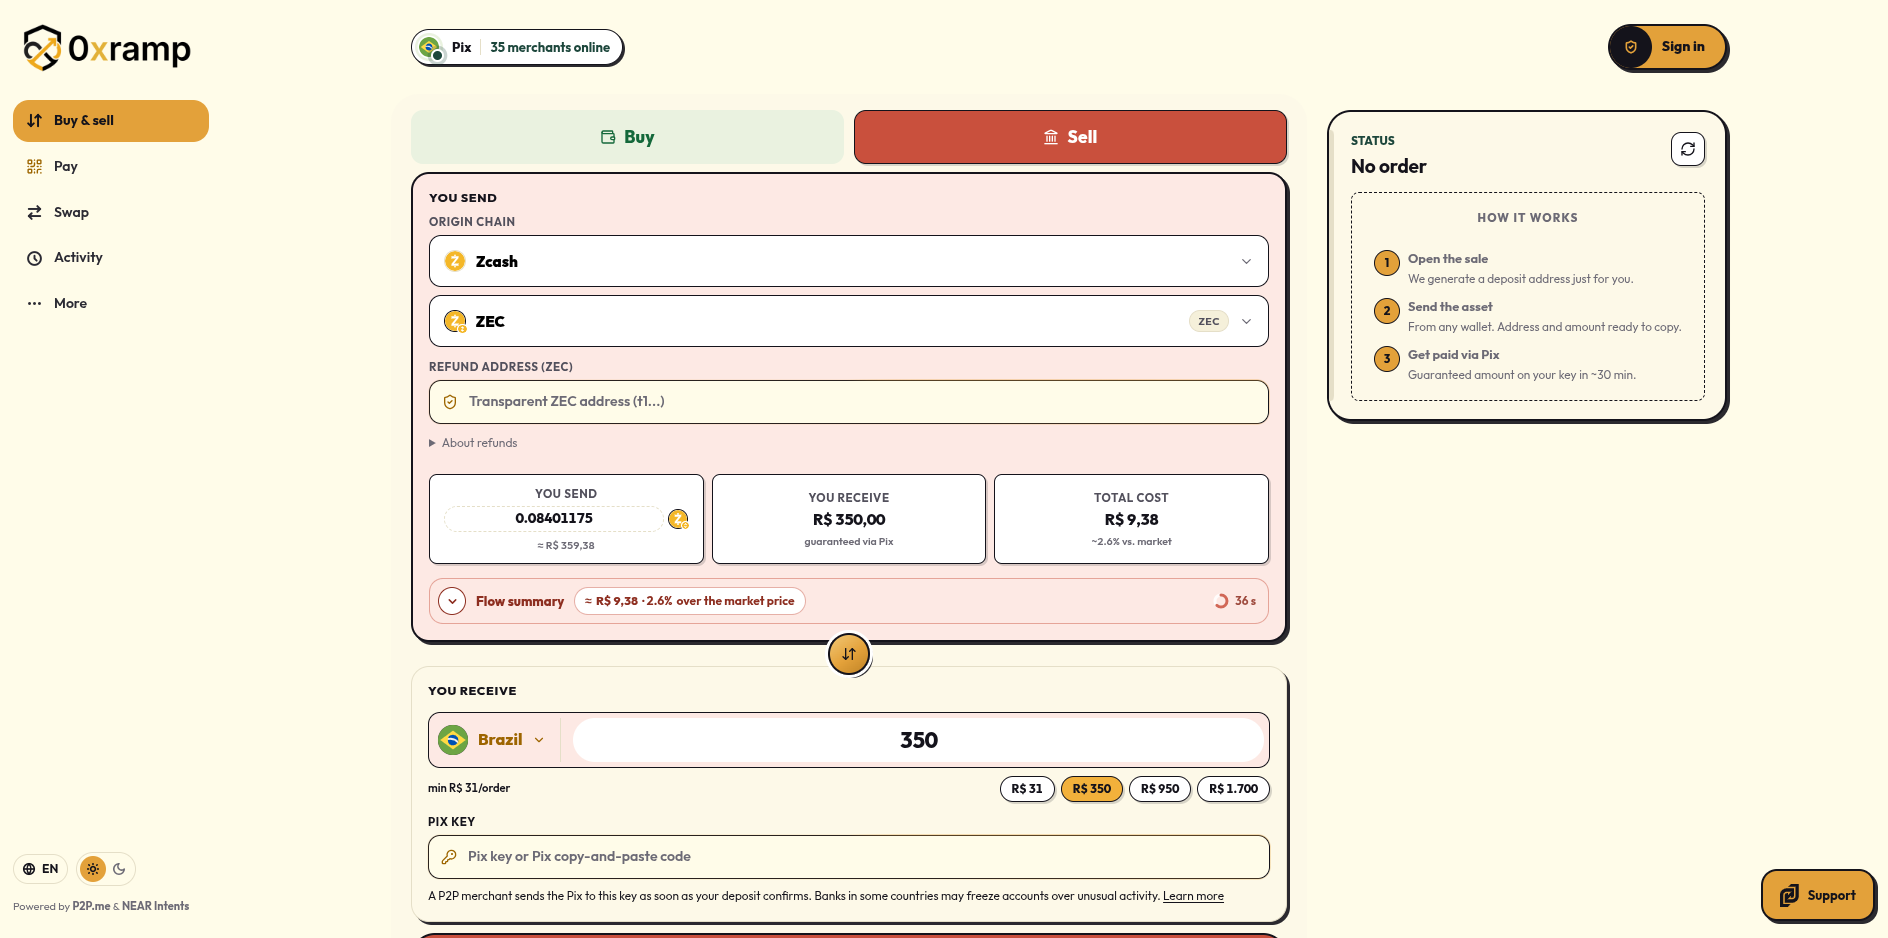 0xramp
Buy & sell
Pay
Swap
Activity
More
EN
Powered by P2P.me & NEAR Intents
Pix
35 merchants online
Sign in
Buy
Sell
YOU SEND
ORIGIN CHAIN
Zcash
ZEC
ZEC
REFUND ADDRESS (ZEC)
Transparent ZEC address (t1...)
About refunds
YOU SEND
0.08401175
≈ R$ 359,38
YOU RECEIVE
R$ 350,00
guaranteed via Pix
TOTAL COST
R$ 9,38
~2.6% vs. market
Flow summary
≈ R$ 9,38 · 2.6% over the market price
36 s
YOU RECEIVE
Brazil
350
min R$ 31/order
R$ 31
R$ 350
R$ 950
R$ 1.700
PIX KEY
Pix key or Pix copy-and-paste code
A P2P merchant sends the Pix to this key as soon as your deposit confirms. Banks in some countries may freeze accounts over unusual activity. Learn more
STATUS
No order
HOW IT WORKS
1
Open the sale
We generate a deposit address just for you.
2
Send the asset
From any wallet. Address and amount ready to copy.
3
Get paid via Pix
Guaranteed amount on your key in ~30 min.
Support